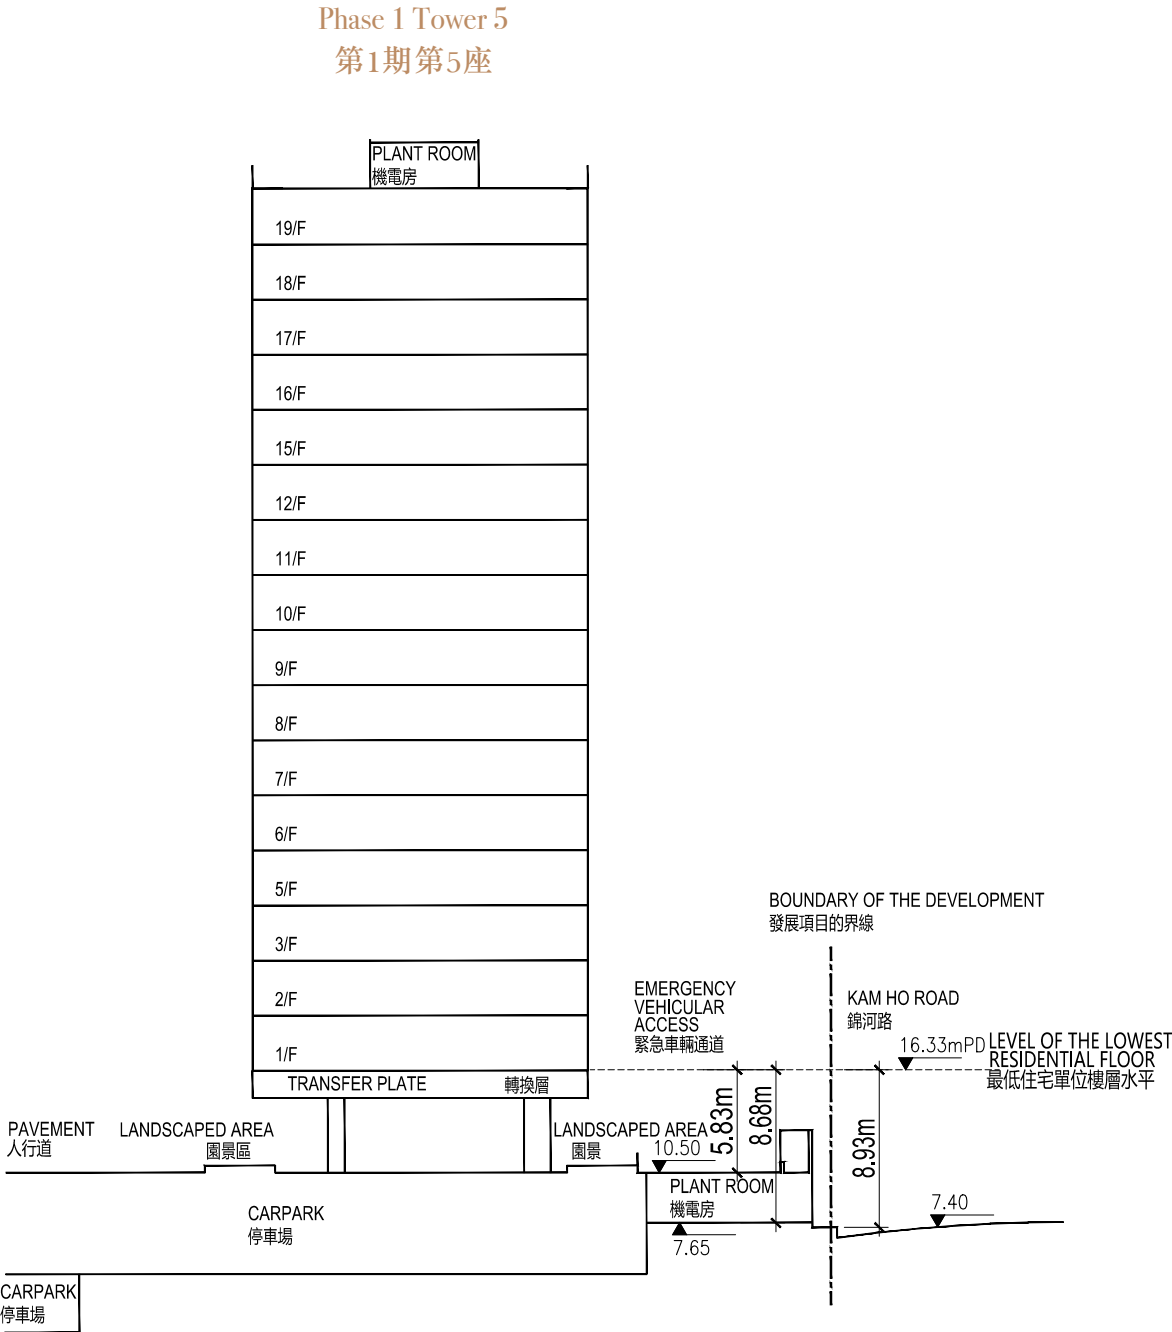 Phase 1 Tower 5
第1期第5座
PLANT ROOM
機電房
19/F
18/F
17/F
16/F
15/F
12/F
11/F
10/F
9/F
8/F
7/F
6/F
5/F
3/F
2/F
1/F
TRANSFER PLATE 轉換層
BOUNDARY OF THE DEVELOPMENT
發展項目的界線
EMERGENCY
VEHICULAR
ACCESS
緊急車輛通道
KAM HO ROAD
錦河路
16.33mPD
LEVEL OF THE LOWEST
RESIDENTIAL FLOOR
最低住宅單位樓層水平
PAVEMENT
人行道
LANDSCAPED AREA
園景區
LANDSCAPED AREA
園景
10.50
5.83m
8.68m
8.93m
PLANT ROOM
機電房
7.65
7.40
CARPARK
停車場
CARPARK
停車場